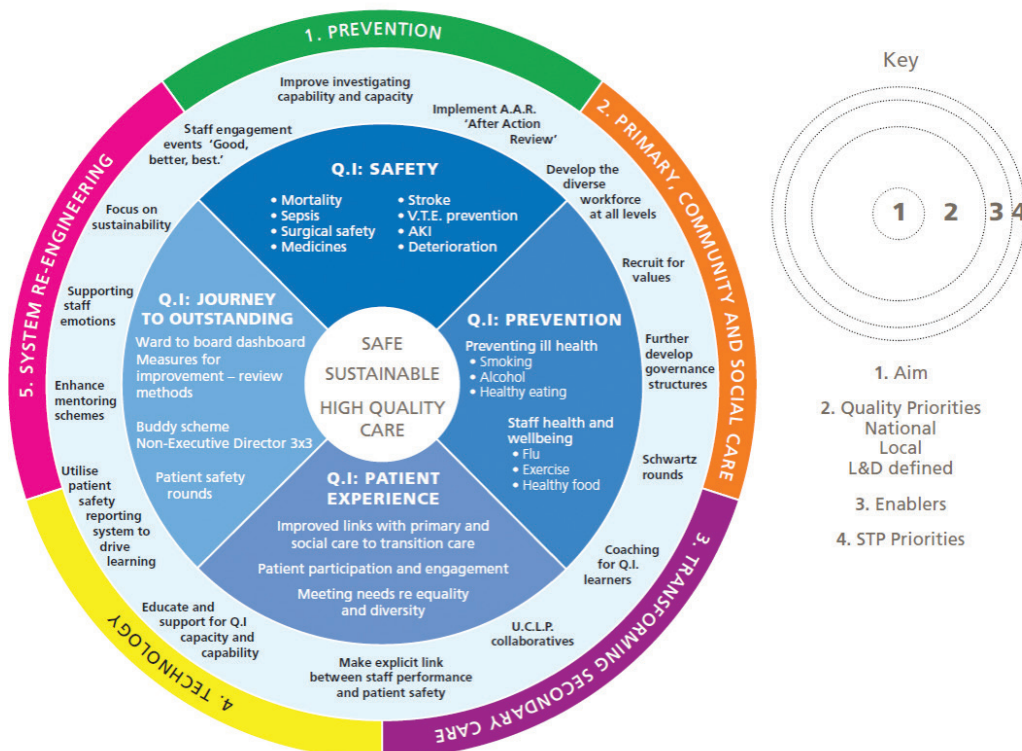 1. PREVENTION
2. PRIMARY, COMMUNITY AND SOCIAL CARE
3. TRANSFORMING SECONDARY CARE
4. TECHNOLOGY
5. SYSTEM RE-ENGINEERING
Improve investigating
capability and capacity
Implement A.A.R.
'After Action
Review'
Develop the
diverse
workforce
at all levels
Recruit for
values
Further
develop
governance
structures
Schwartz
rounds
Coaching
for Q.I.
learners
U.C.L.P.
collaboratives
Make explicit link
between staff performance
and patient safety
Educate and
support for Q.I
capacity and
capability
Utilise
patient
safety
reporting
system to
drive
learning
Enhance
mentoring
schemes
Supporting
staff
emotions
Focus on
sustainability
Staff engagement
events 'Good,
better, best.'
Q.I: SAFETY
• Mortality
• Sepsis
• Surgical safety
• Medicines
• Stroke
• V.T.E. prevention
• AKI
• Deterioration
Q.I: PREVENTION
Preventing ill health
• Smoking
• Alcohol
• Healthy eating
Staff health and
wellbeing
• Flu
• Exercise
• Healthy food
Q.I: PATIENT
EXPERIENCE
Improved links with primary and
social care to transition care
Patient participation and engagement
Meeting needs re equality
and diversity
Q.I: JOURNEY
TO OUTSTANDING
Ward to board dashboard
Measures for
improvement – review
methods
Buddy scheme
Non-Executive Director 3x3
Patient safety
rounds
SAFE
SUSTAINABLE
HIGH QUALITY
CARE
Key
1 2 3 4
1. Aim
2. Quality Priorities
National
Local
L&D defined
3. Enablers
4. STP Priorities